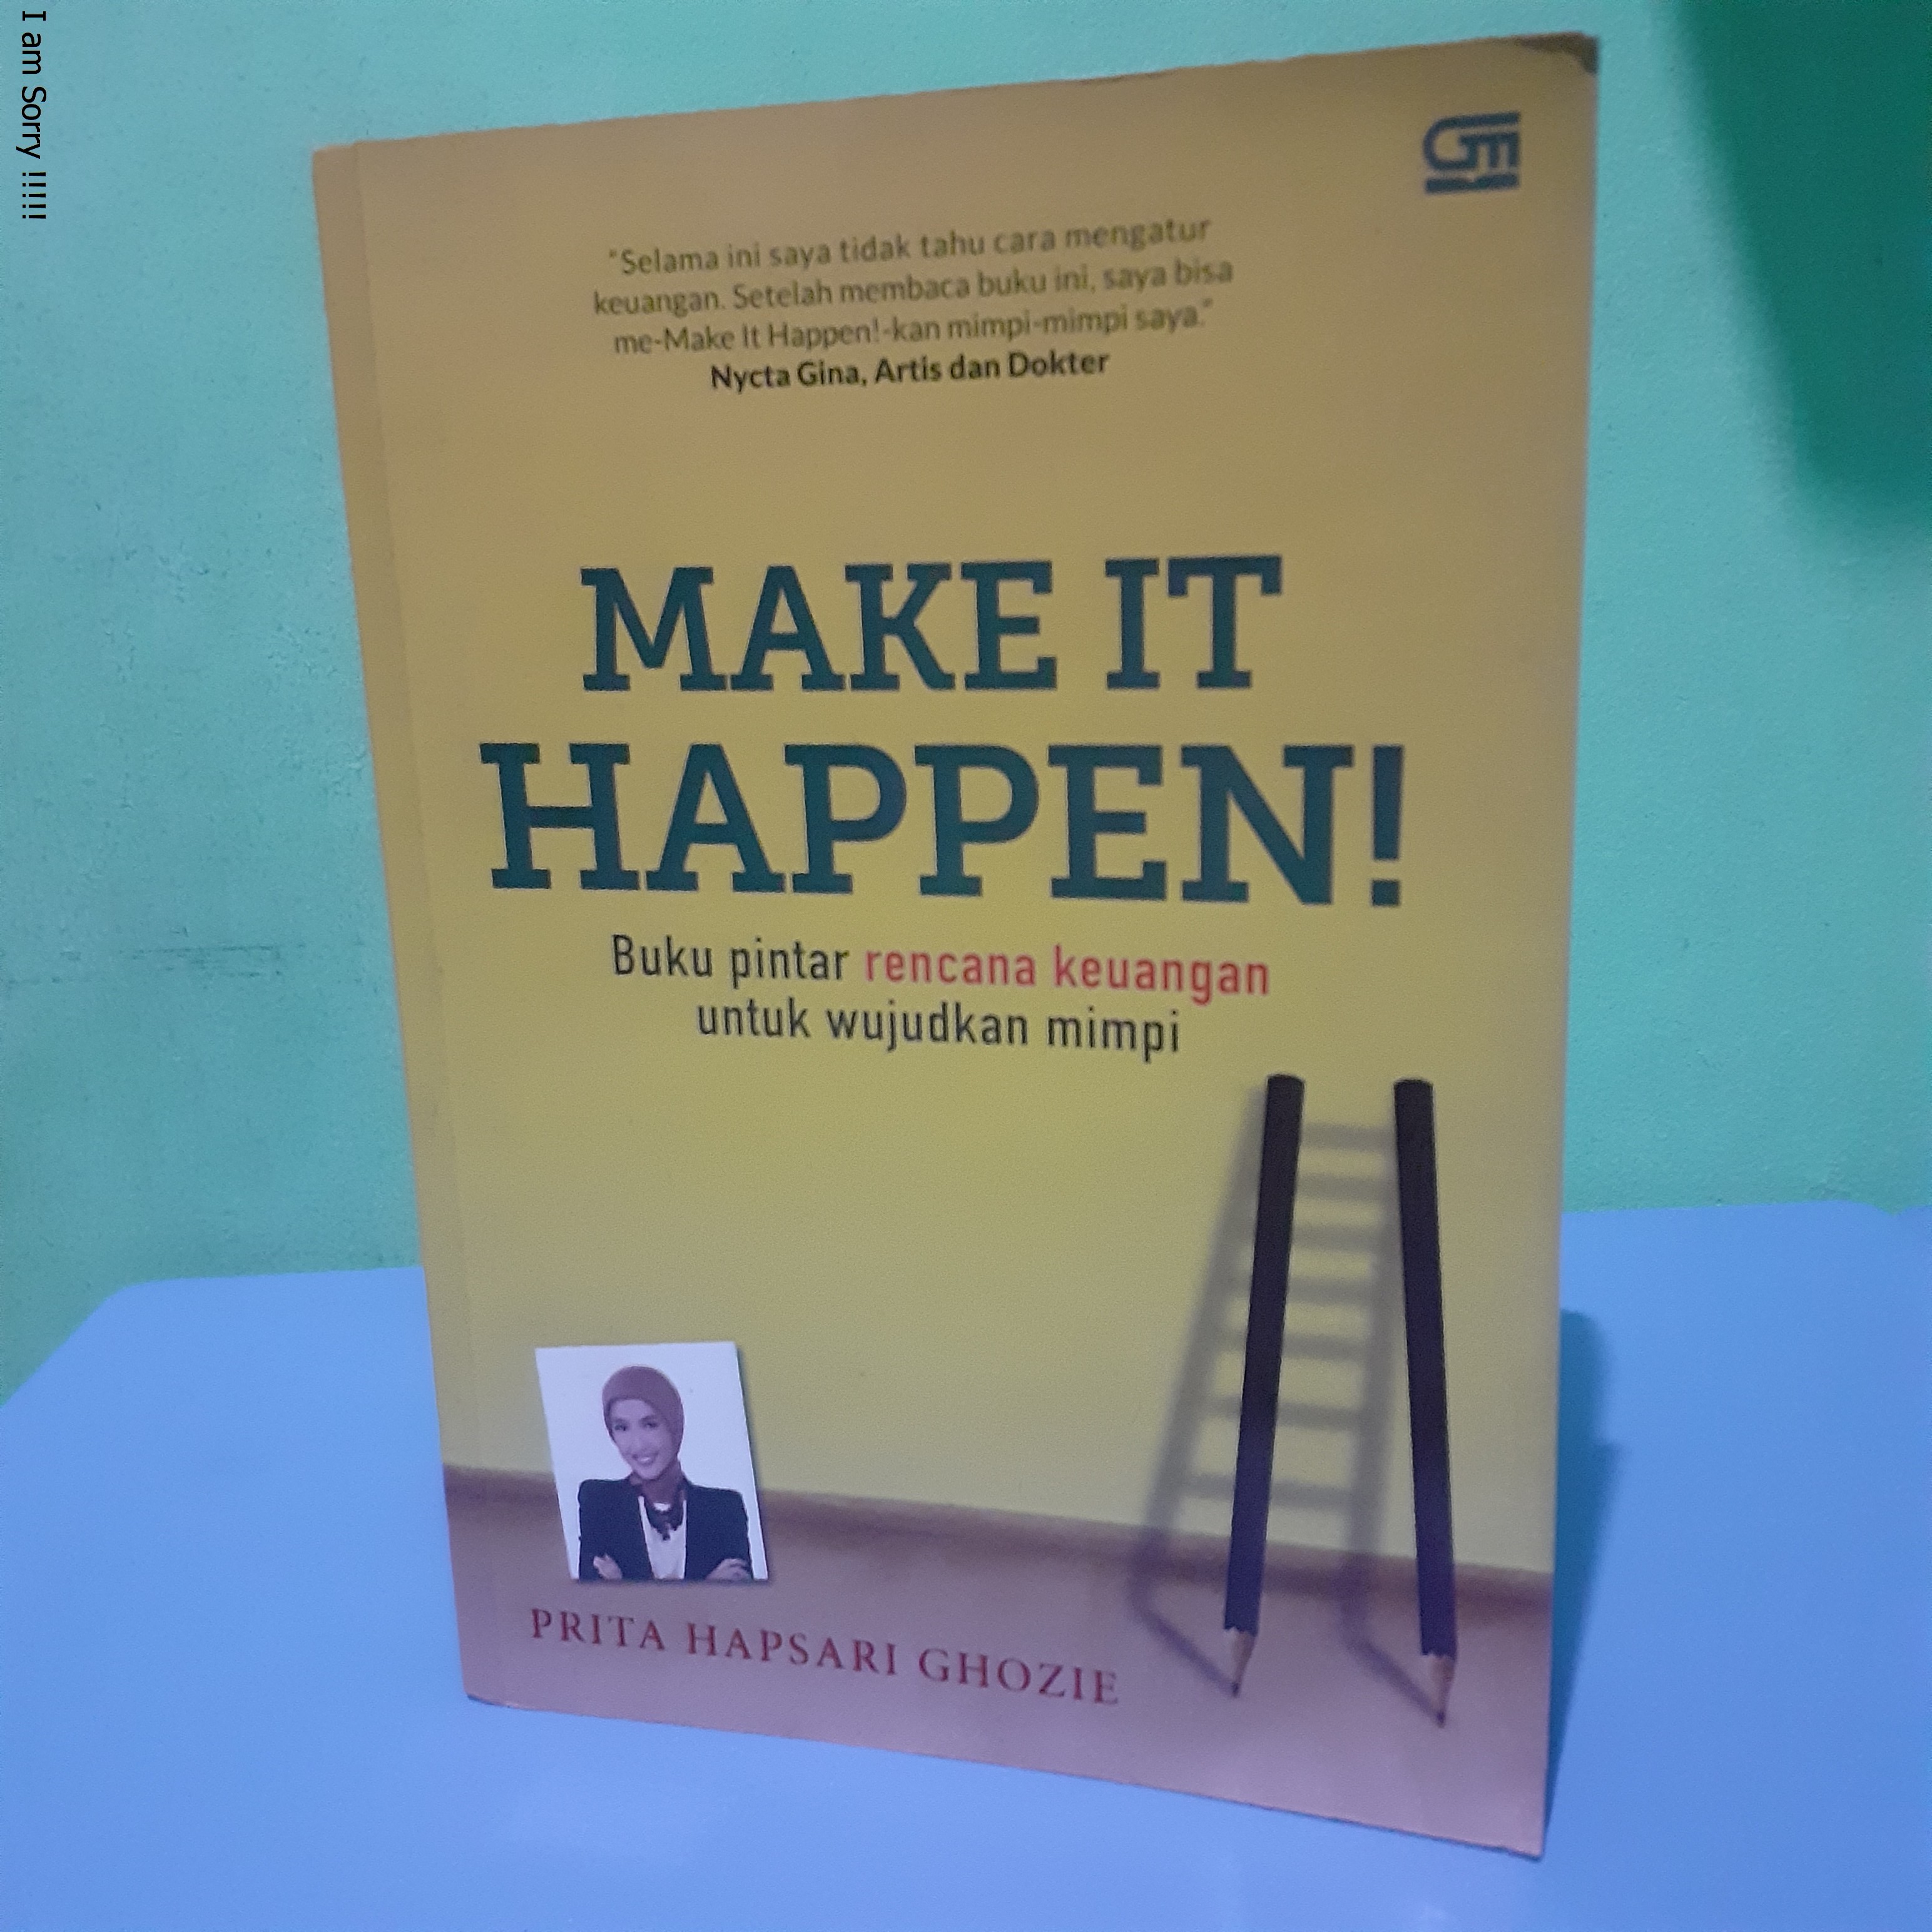 I am Sorry !!!!!
GM
"Selama ini saya tidak tahu cara mengatur
keuangan. Setelah membaca buku ini, saya bisa
me-Make It Happen!-kan mimpi-mimpi saya."
Nycta Gina, Artis dan Dokter
MAKE IT
HAPPEN!
Buku pintar rencana keuangan
untuk wujudkan mimpi
PRITA HAPSARI GHOZIE